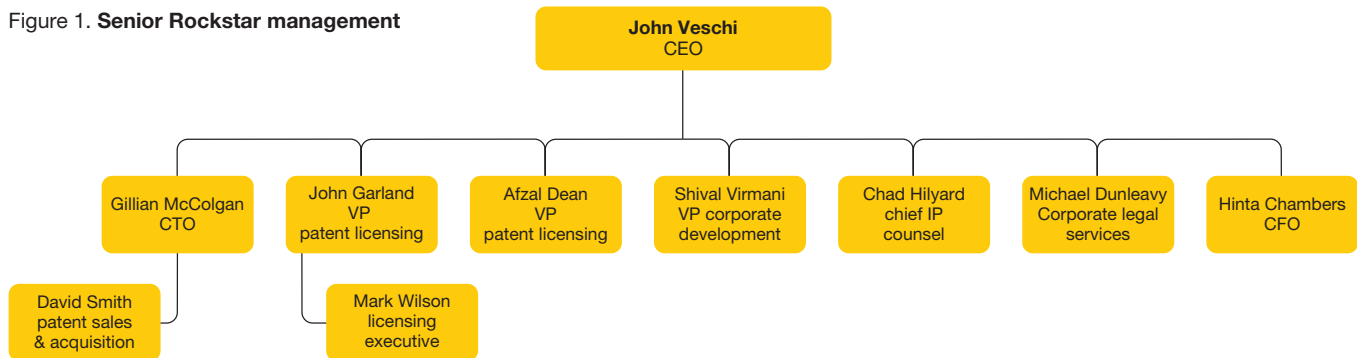 Figure 1. Senior Rockstar management
John Veschi
CEO
Gillian McColgan
CTO
John Garland
VP
patent licensing
Afzal Dean
VP
patent licensing
Shival Virmani
VP corporate
development
Chad Hilyard
chief IP
counsel
Michael Dunleavy
Corporate legal
services
Hinta Chambers
CFO
David Smith
patent sales
& acquisition
Mark Wilson
licensing
executive